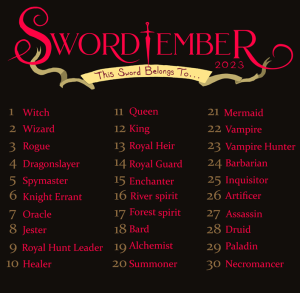 SWORDTEMBER
2023
This Sword Belongs To...
1 Witch
2 Wizard
3 Rogue
4 Dragonslayer
5 Spymaster
6 Knight Errant
7 Oracle
8 Jester
9 Royal Hunt Leader
10 Healer
11 Queen
12 King
13 Royal Heir
14 Royal Guard
15 Enchanter
16 River spirit
17 Forest spirit
18 Bard
19 Alchemist
20 Summoner
21 Mermaid
22 Vampire
23 Vampire Hunter
24 Barbarian
25 Inquisitor
26 Artificer
27 Assassin
28 Druid
29 Paladin
30 Necromancer